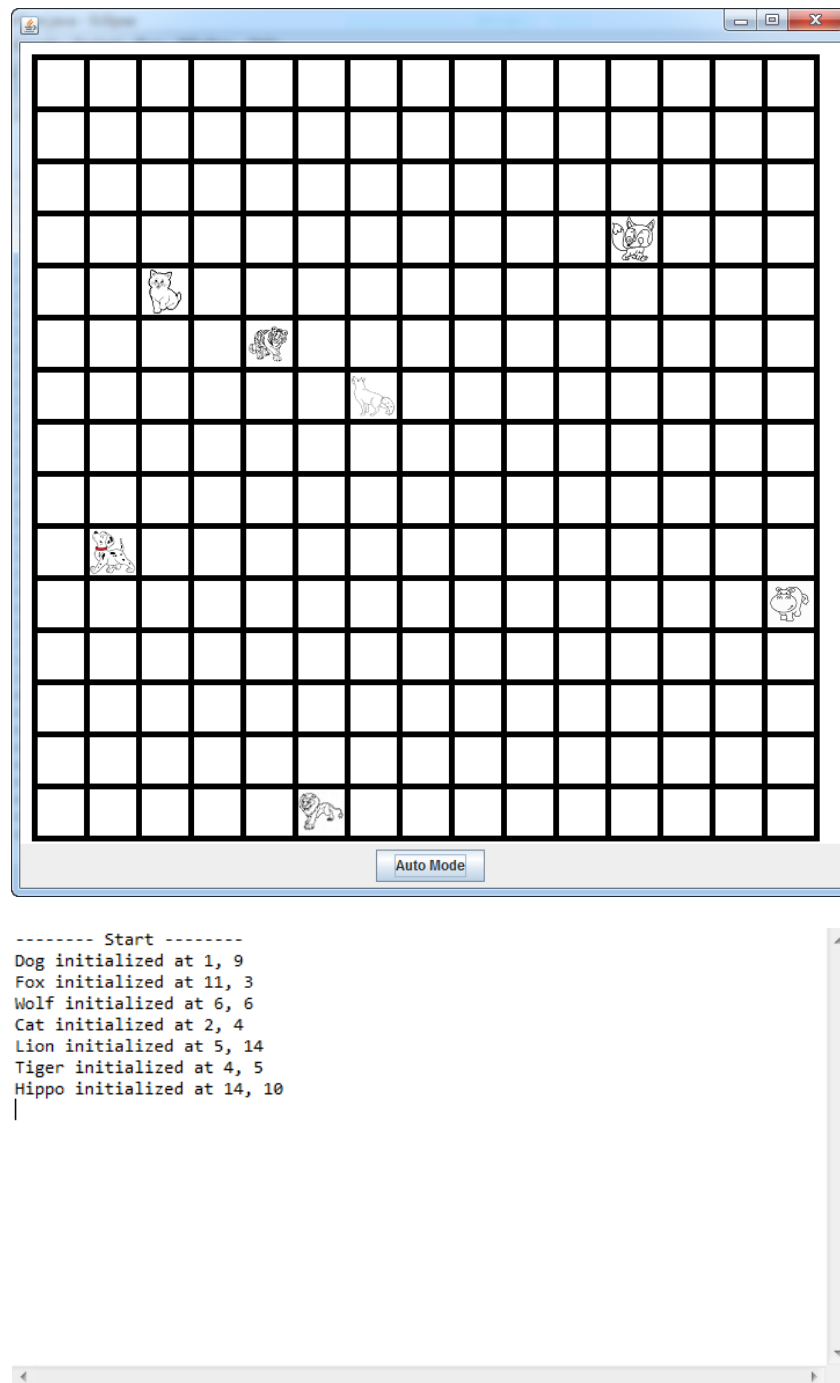 Auto Mode
-------- Start --------
Dog initialized at 1, 9
Fox initialized at 11, 3
Wolf initialized at 6, 6
Cat initialized at 2, 4
Lion initialized at 5, 14
Tiger initialized at 4, 5
Hippo initialized at 14, 10